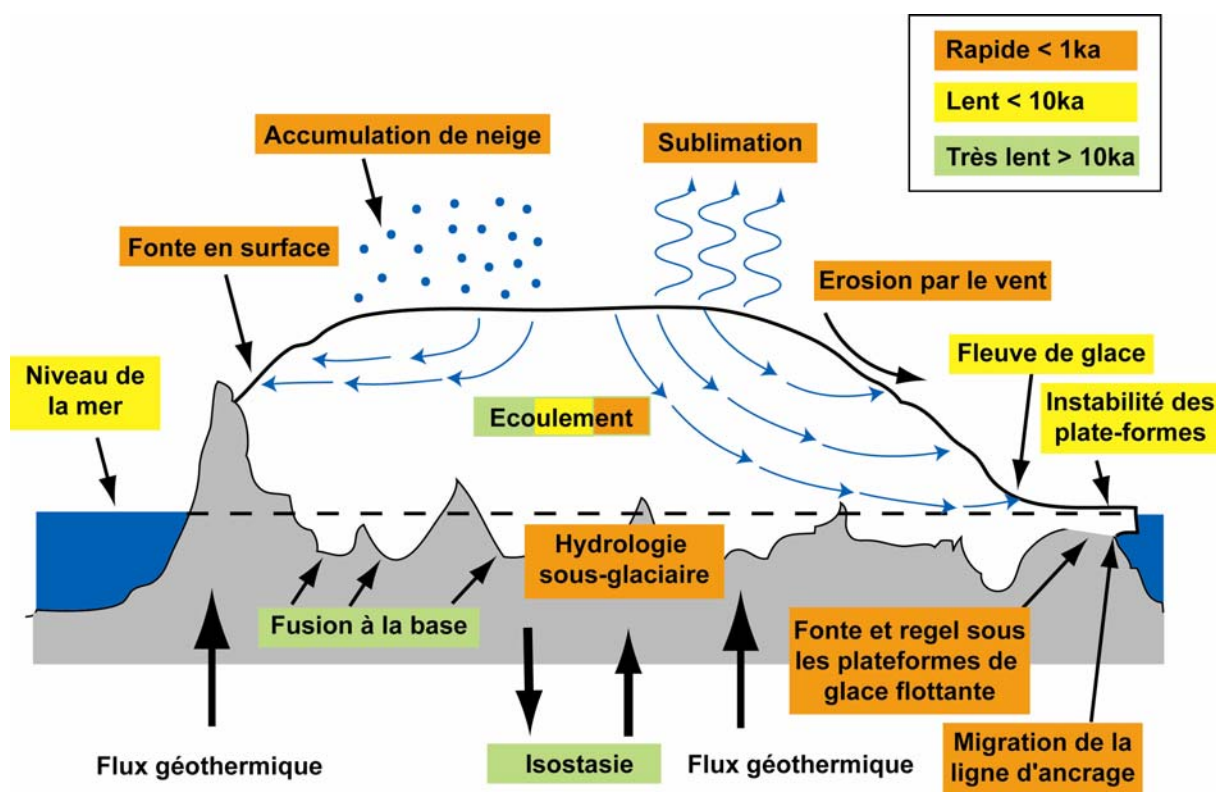 Rapide < 1ka
Lent < 10ka
Très lent > 10ka
Accumulation de neige
Sublimation
Fonte en surface
Erosion par le vent
Niveau de
la mer
Fleuve de glace
Instabilité des
plate-formes
Ecoulement
Hydrologie
sous-glaciaire
Fusion à la base
Fonte et regel sous
les plateformes de
glace flottante
Flux géothermique
Isostasie
Flux géothermique
Migration de la
ligne d'ancrage